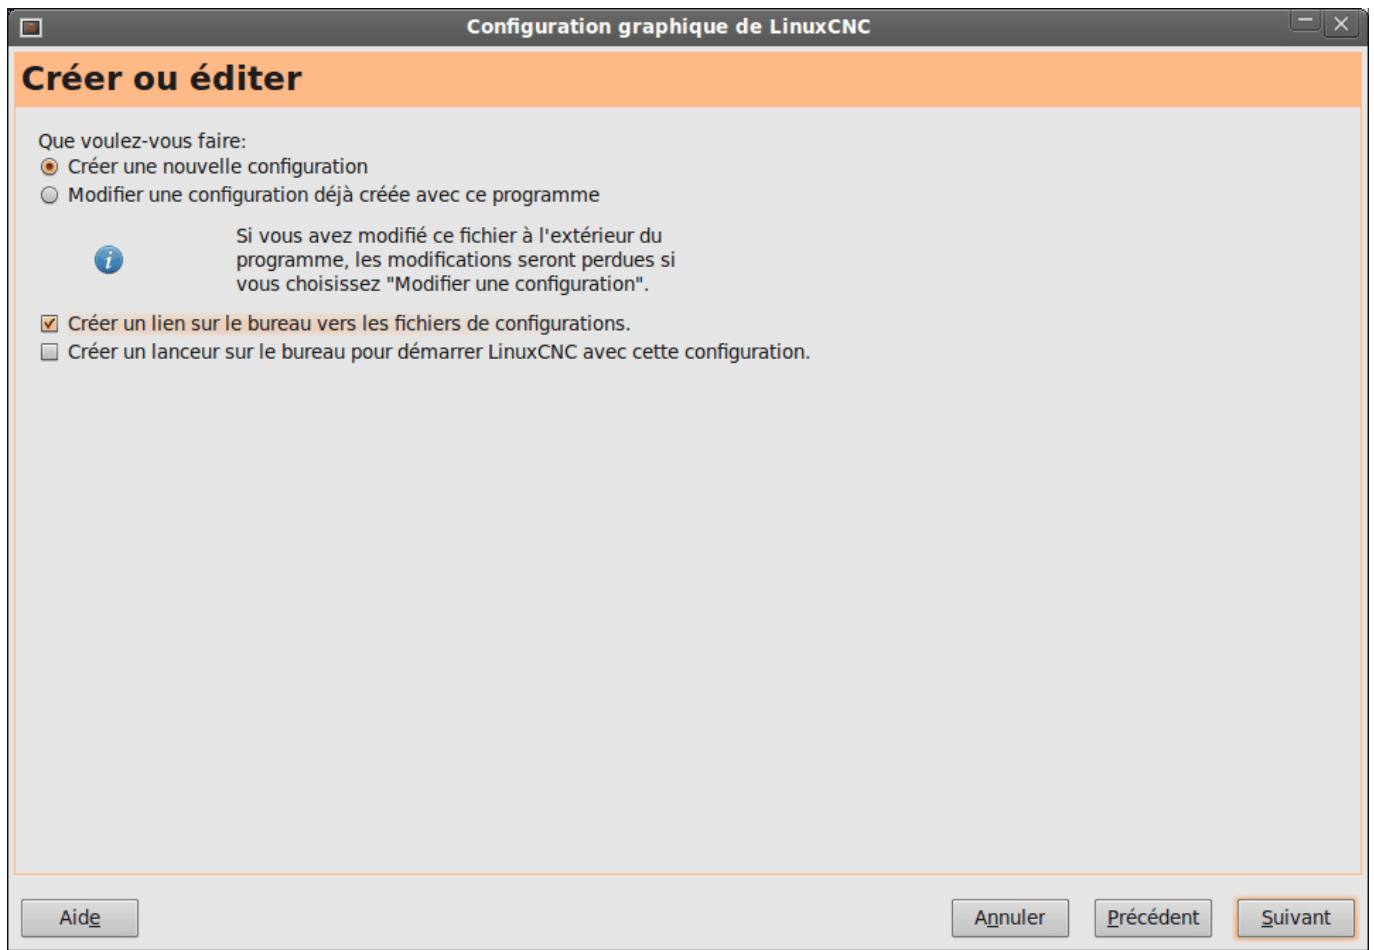 Configuration graphique de LinuxCNC
Créer ou éditer
Que voulez-vous faire:
Créer une nouvelle configuration
Modifier une configuration déjà créée avec ce programme
Si vous avez modifié ce fichier à l'extérieur du
programme, les modifications seront perdues si
vous choisissez "Modifier une configuration".
Créer un lien sur le bureau vers les fichiers de configurations.
Créer un lanceur sur le bureau pour démarrer LinuxCNC avec cette configuration.
Aide
Annuler
Précédent
Suivant